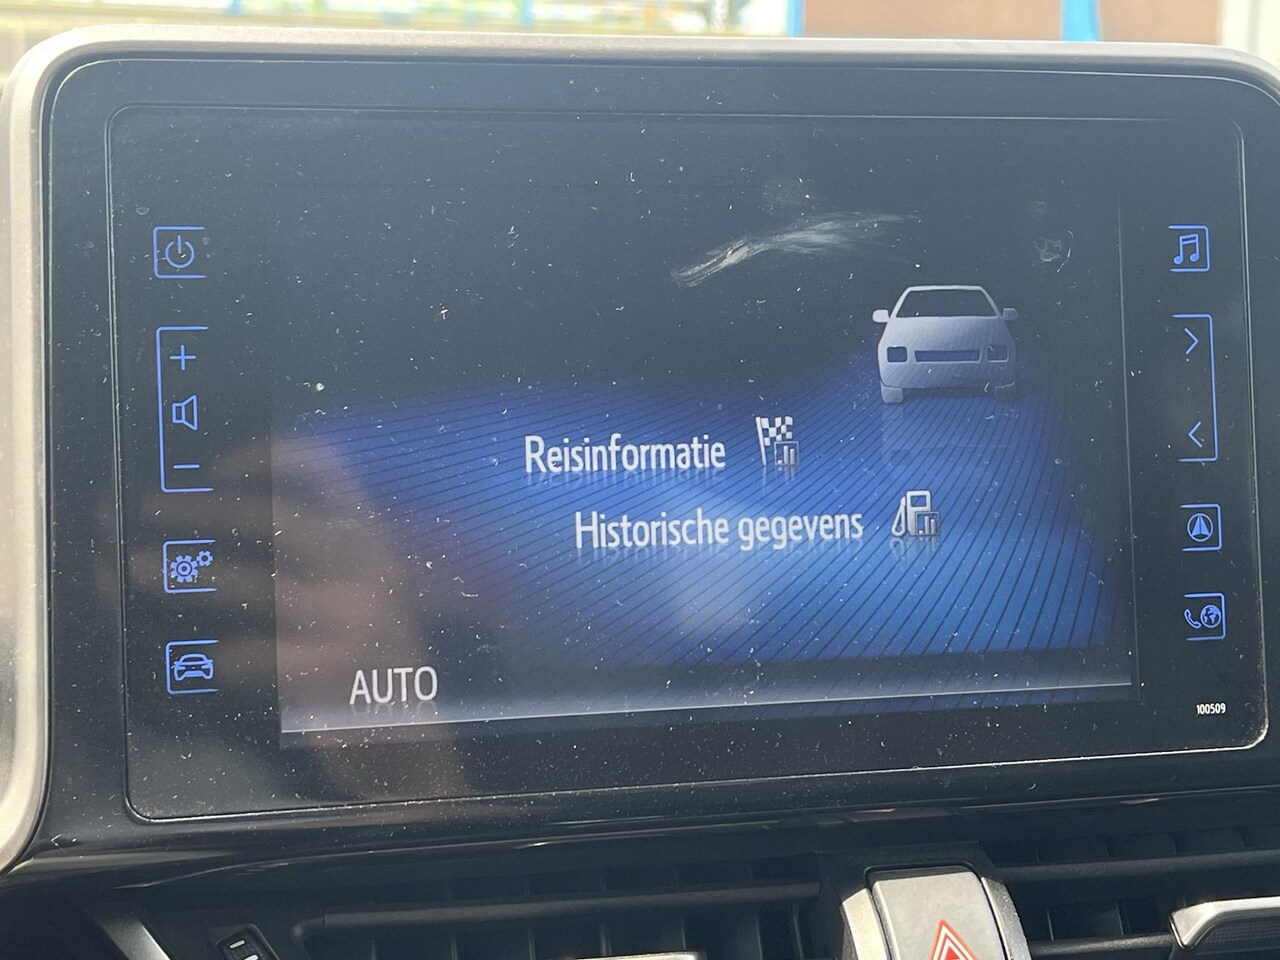 Reisinformatie
Historische gegevens
AUTO
100509